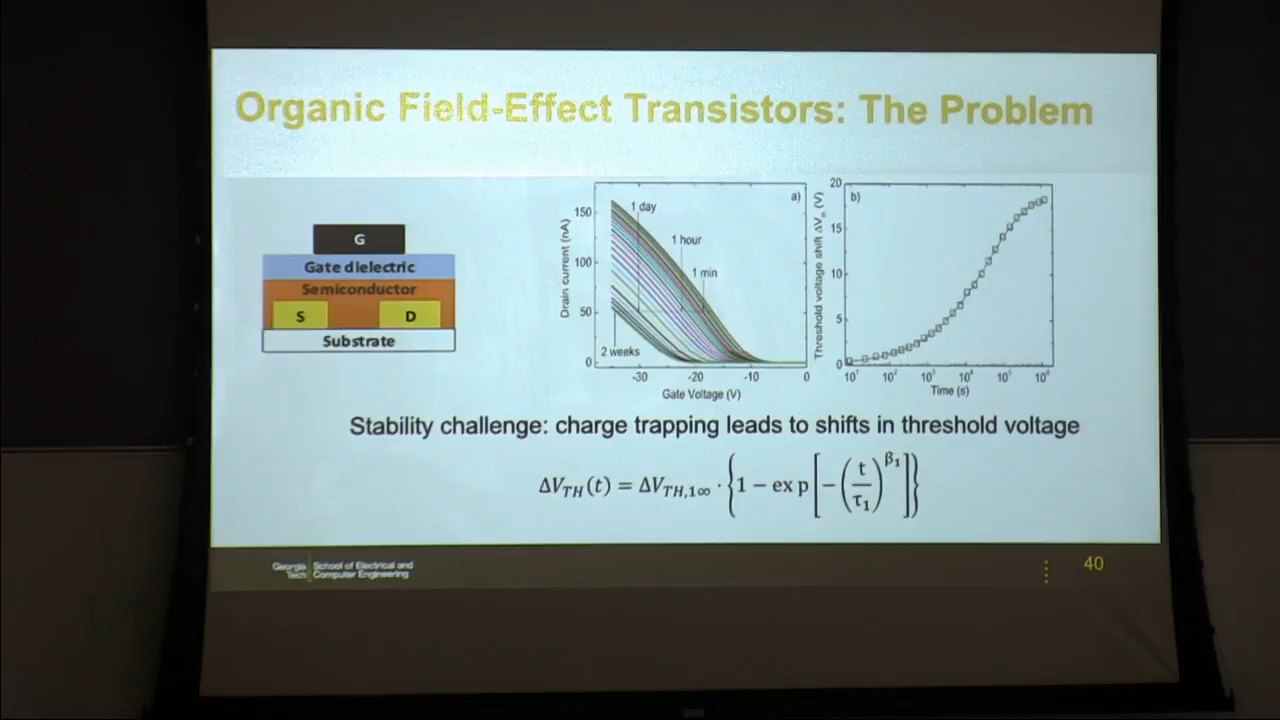 Organic Field-Effect Transistors: The Problem
G
Gate dielectric
Semiconductor
S
D
Substrate
Drain current (nA)
150
100
50
0
a)
1 day
1 hour
1 min
2 weeks
-30
-20
-10
0
Gate Voltage (V)
Threshold voltage shift ΔVth (V)
20
15
10
5
0
b)
10¹
10²
10³
10⁴
10⁵
10⁶
Time (s)
Stability challenge: charge trapping leads to shifts in threshold voltage
ΔV_TH(t) = ΔV_TH,1∞ · {1 − exp[−(t/τ₁)^β₁]}
Georgia Tech
School of Electrical and
Computer Engineering
40